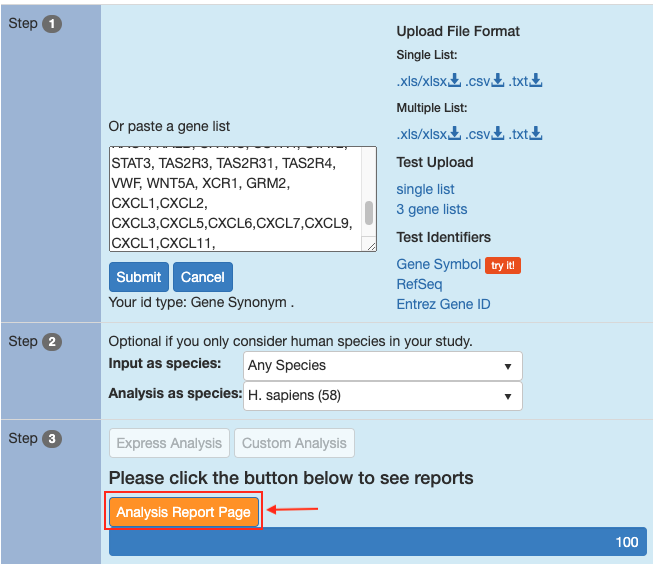 Step 1
Upload File Format
Single List:
.xls/xlsx .csv .txt
Multiple List:
.xls/xlsx .csv .txt
Or paste a gene list
STAT3, TAS2R3, TAS2R31, TAS2R4,
VWF, WNT5A, XCR1, GRM2,
CXCL1,CXCL2,
CXCL3,CXCL5,CXCL6,CXCL7,CXCL9,
CXCL1,CXCL11,
Test Upload
single list
3 gene lists
Test Identifiers
Gene Symbol try it!
RefSeq
Entrez Gene ID
Submit Cancel
Your id type: Gene Synonym .
Step 2
Optional if you only consider human species in your study.
Input as species: Any Species
Analysis as species: H. sapiens (58)
Step 3
Express Analysis Custom Analysis
Please click the button below to see reports
Analysis Report Page
100